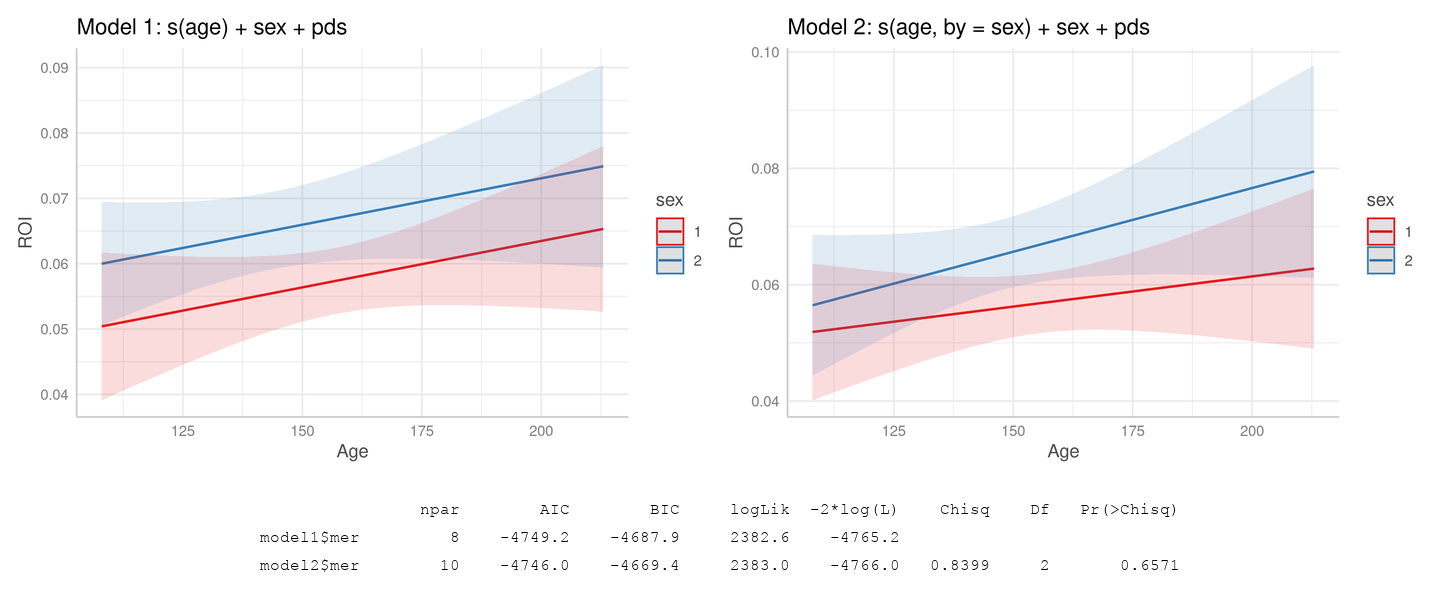 Model 1: s(age) + sex + pds
0.09
0.08
0.07
0.06
0.05
0.04
ROI
125 150 175 200
Age
sex
1
2
Model 2: s(age, by = sex) + sex + pds
0.10
0.08
0.06
0.04
ROI
125 150 175 200
Age
sex
1
2
npar AIC BIC logLik -2*log(L) Chisq Df Pr(>Chisq)
model1$mer 8 -4749.2 -4687.9 2382.6 -4765.2
model2$mer 10 -4746.0 -4669.4 2383.0 -4766.0 0.8399 2 0.6571